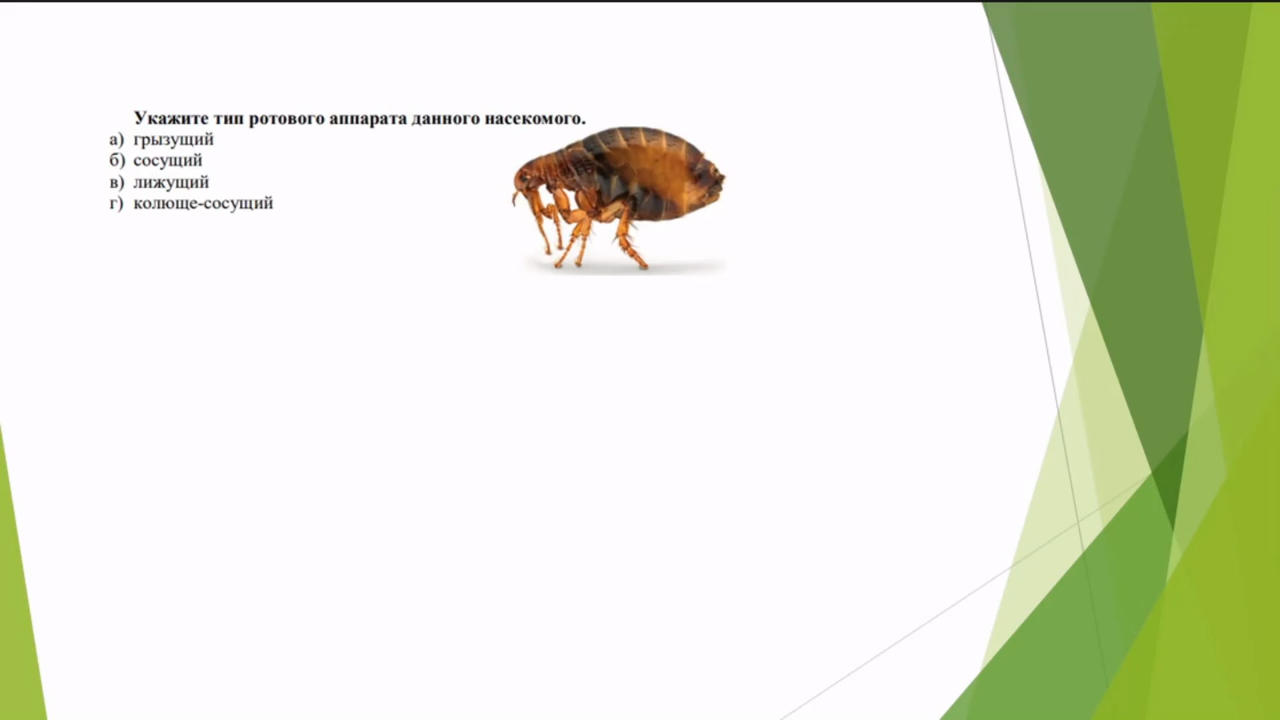 Укажите тип ротового аппарата данного насекомого.
а) грызущий
б) сосущий
в) лижущий
г) колюще-сосущий